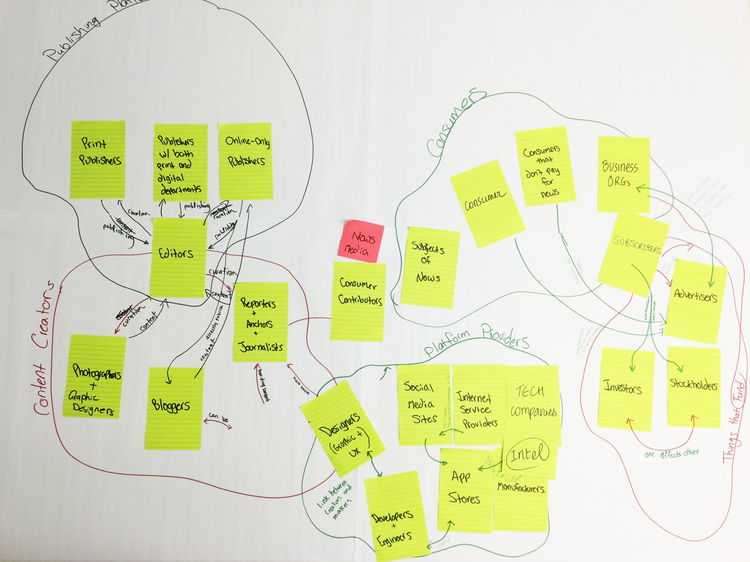 Publishing
Print
Publishers
Publishers
w/ both
print and
digital
departments
Online-Only
Publishers
curation
publishing
publishing
curation
Editors
curation
content
Content Creators
curation
content
Photographers
+
Graphic
Designers
Bloggers
can be
Reporters
+
Anchors
+
Journalists
News
Media
Consumer
Contributors
Consumers
Subjects
of
News
Consumer
Consumers
that
don't pay
for
news
BUSINESS
ORGs
SUBSCRIBERS
Advertisers
Investors
Stockholders
one effects other
Things that
Platform Providers
Designers
(Graphic +
UX)
link between
creators and
makers
Developers
+
Engineers
Social
Media
Sites
Internet
Service
Providers
TECH
COMPANIES
App
Stores
Intel
Manufacturers